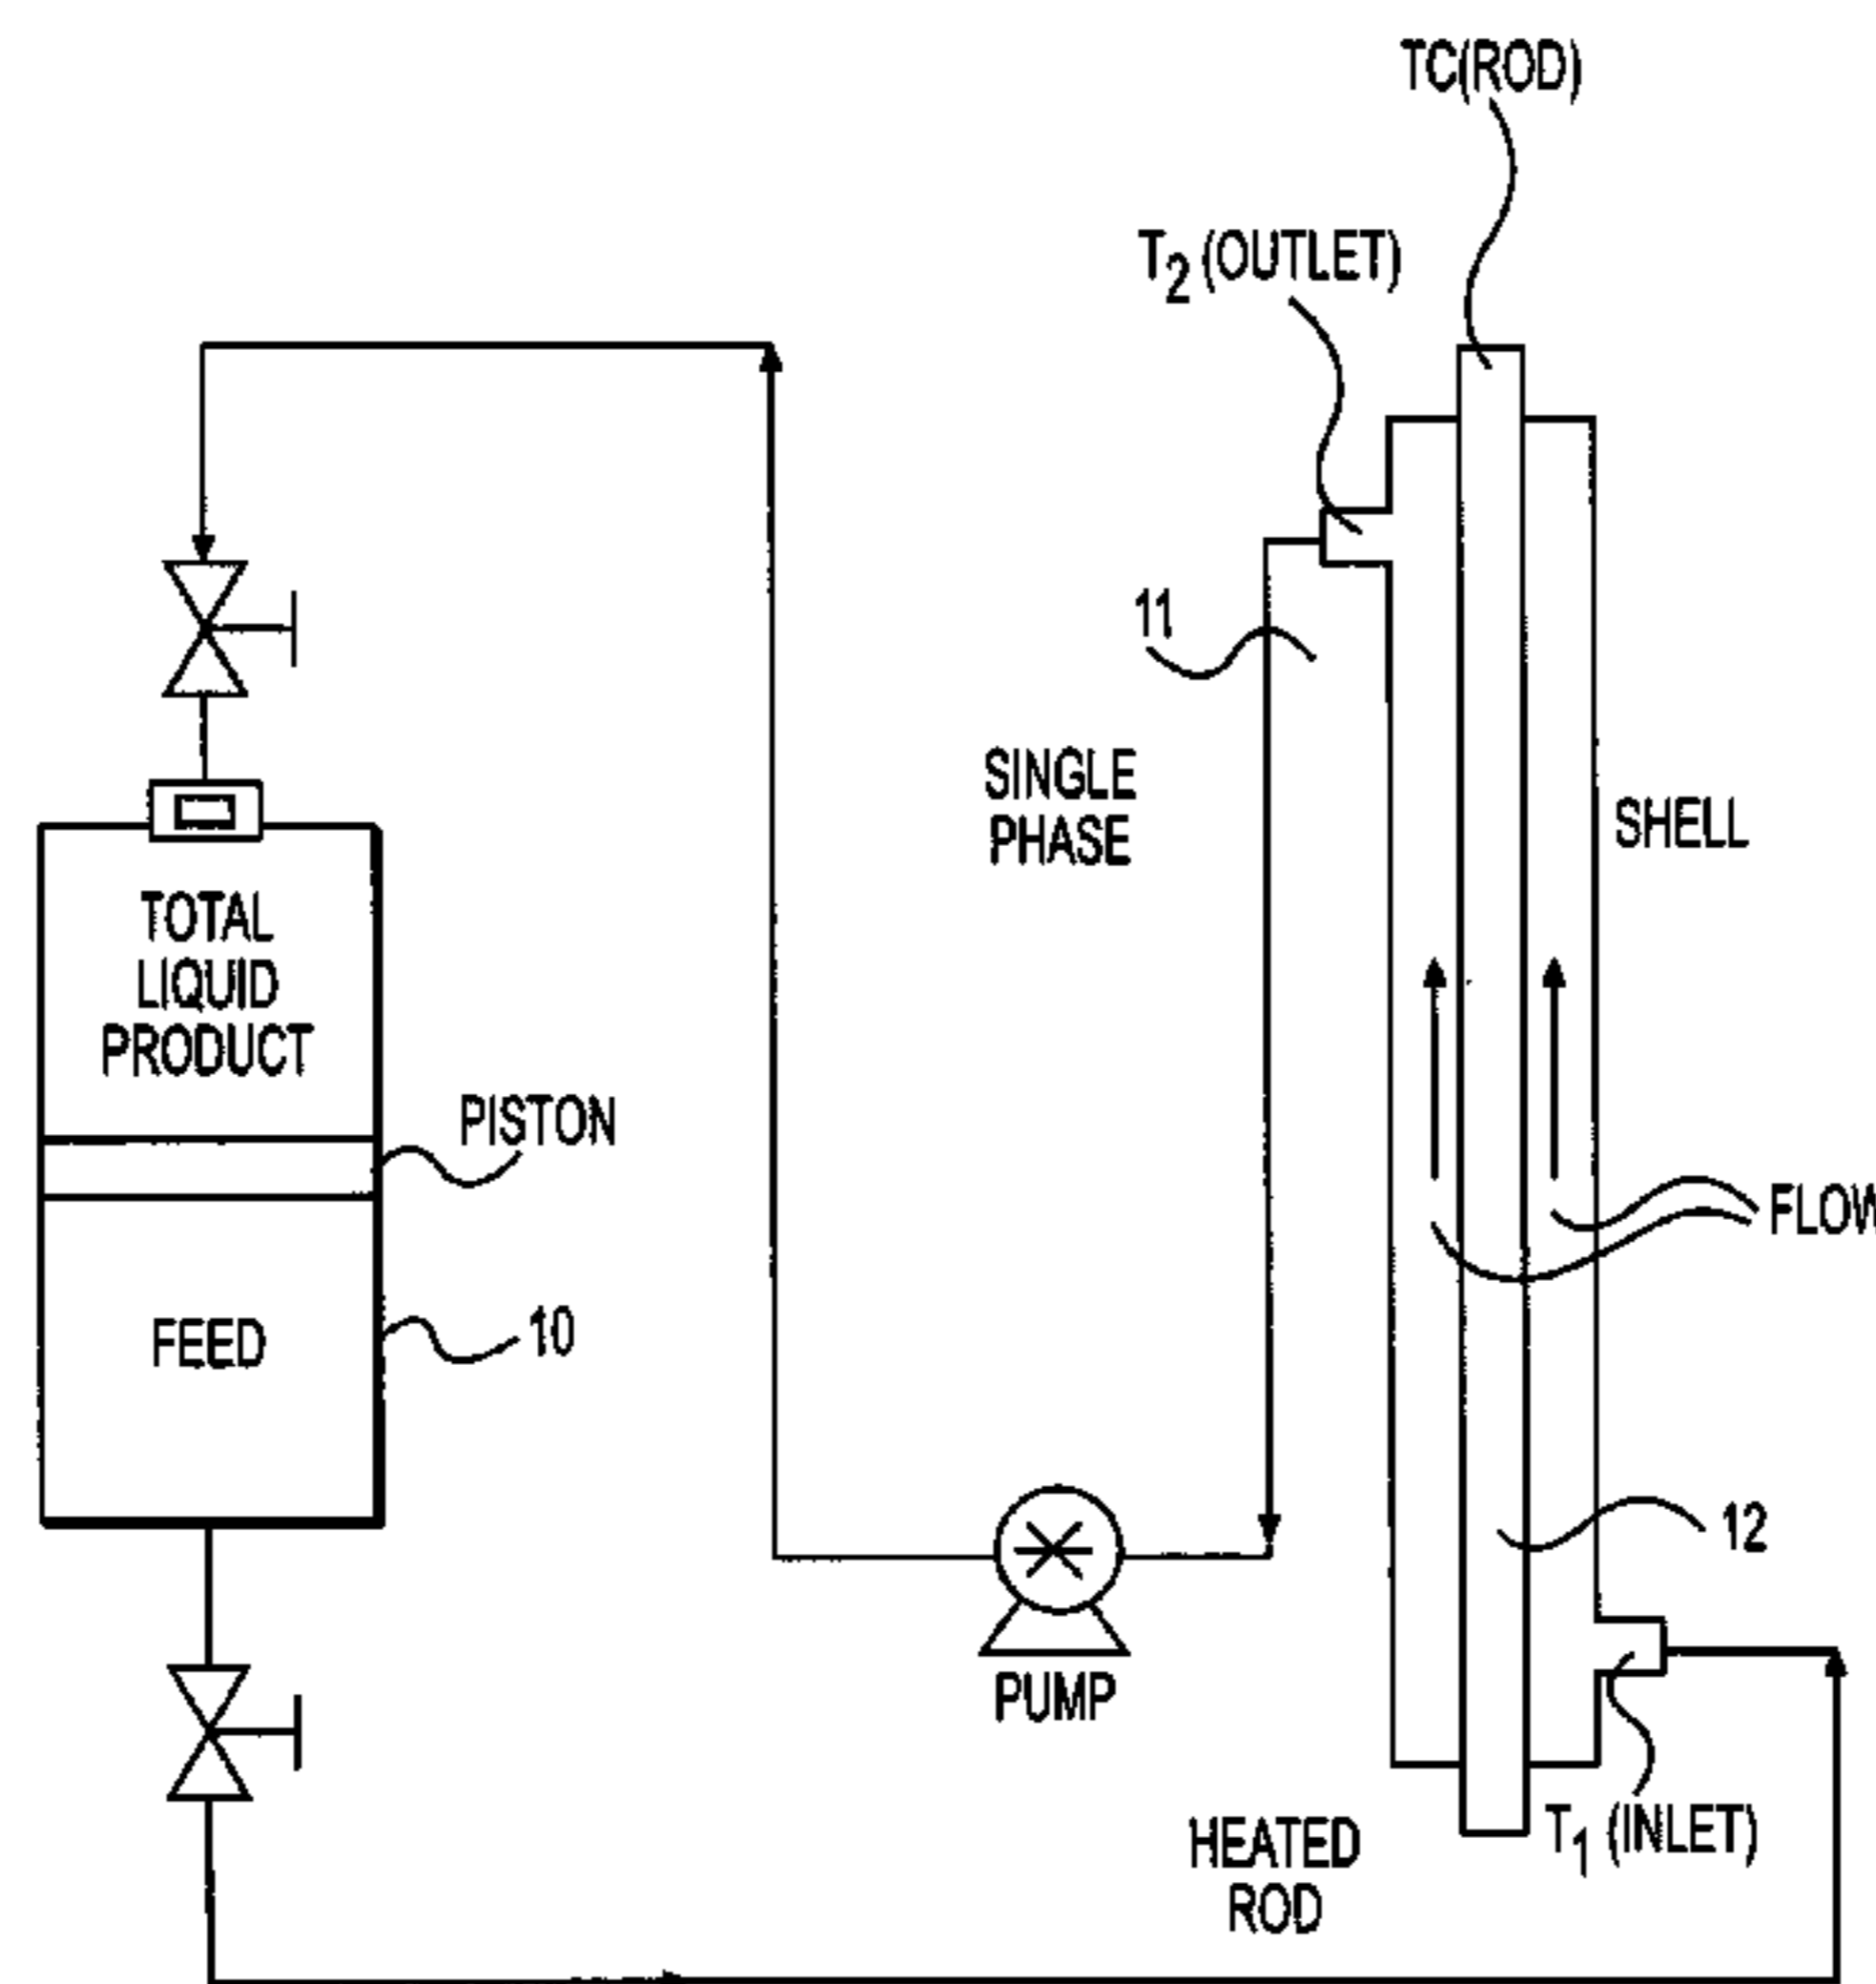 TC(ROD)
T2 (OUTLET)
11
SINGLE
PHASE
SHELL
TOTAL
LIQUID
PRODUCT
PISTON
FLOW
FEED
10
12
PUMP
T1 (INLET)
HEATED
ROD